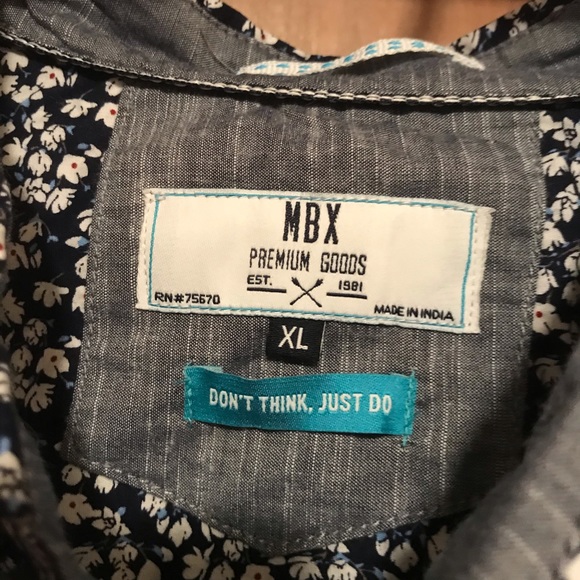 MBX
PREMIUM GOODS
EST. 1981
RN#75670
MADE IN INDIA
XL
DON'T THINK, JUST DO